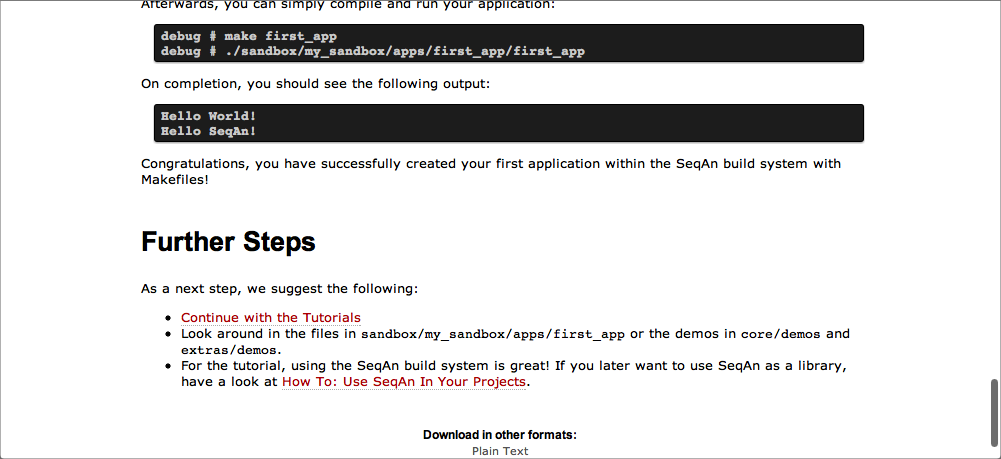 Afterwards, you can simply compile and run your application:
debug # make first_app
debug # ./sandbox/my_sandbox/apps/first_app/first_app
On completion, you should see the following output:
Hello World!
Hello SeqAn!
Congratulations, you have successfully created your first application within the SeqAn build system with
Makefiles!
Further Steps
As a next step, we suggest the following:
• Continue with the Tutorials
• Look around in the files in sandbox/my_sandbox/apps/first_app or the demos in core/demos and
extras/demos.
• For the tutorial, using the SeqAn build system is great! If you later want to use SeqAn as a library,
have a look at How To: Use SeqAn In Your Projects.
Download in other formats:
Plain Text